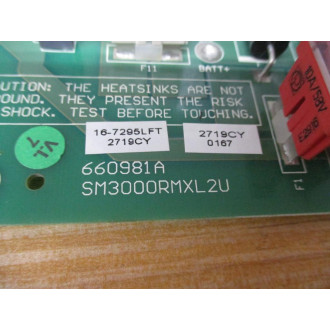 F11
BATT+
UTION: THE HEATSINKS ARE NOT
OUND. THEY PRESENT THE RISK
SHOCK. TEST BEFORE TOUCHING.
16-7295LFT
2719CY
2719CY
0167
660981A
SM3000RMXL2U
F1